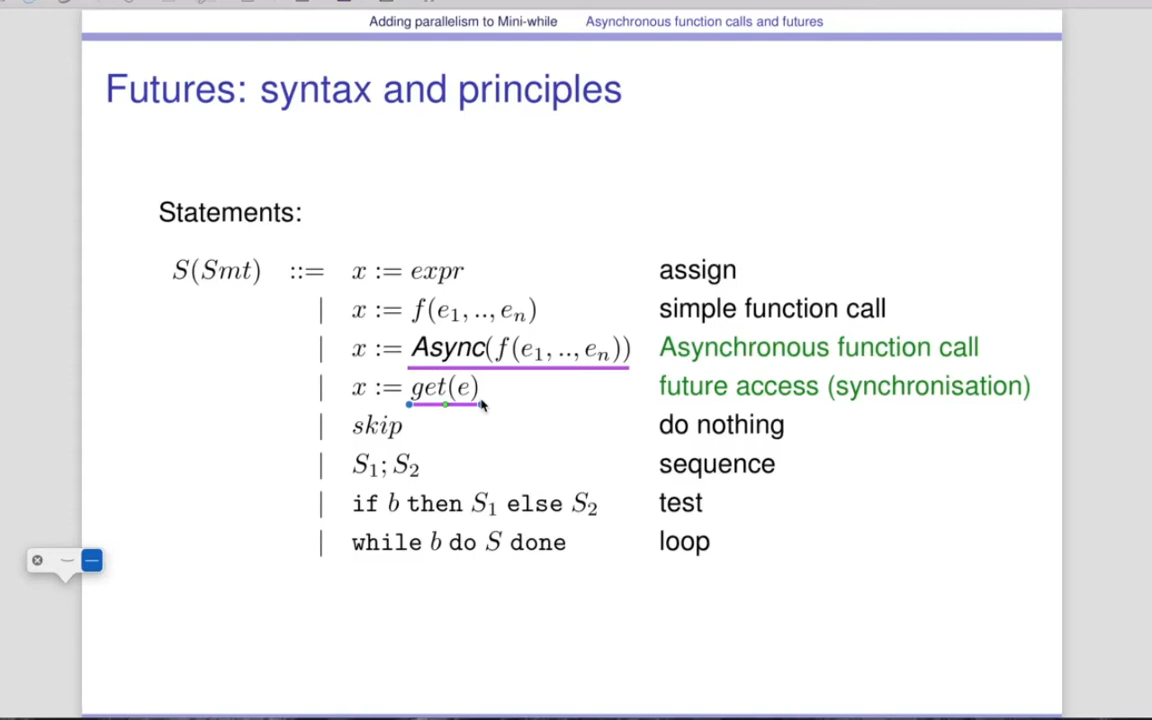 Adding parallelism to Mini-while Asynchronous function calls and futures
Futures: syntax and principles
Statements:
S(Smt) ::= x := expr assign
| x := f(e₁, .., eₙ) simple function call
| x := Async(f(e₁, .., eₙ)) Asynchronous function call
| x := get(e) future access (synchronisation)
| skip do nothing
| S₁; S₂ sequence
| if b then S₁ else S₂ test
| while b do S done loop